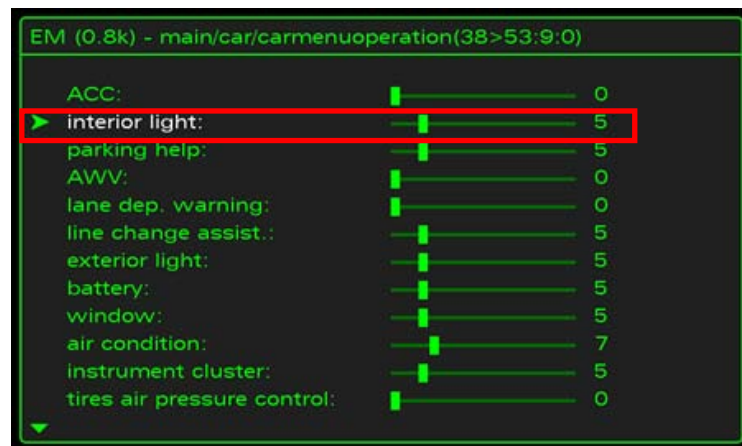 EM (0.8k) - main/car/carmenuoperation(38>53:9:0)
ACC: 0
interior light: 5
parking help: 5
AWV: 0
lane dep. warning: 0
line change assist.: 5
exterior light: 5
battery: 5
window: 5
air condition: 7
instrument cluster: 5
tires air pressure control: 0